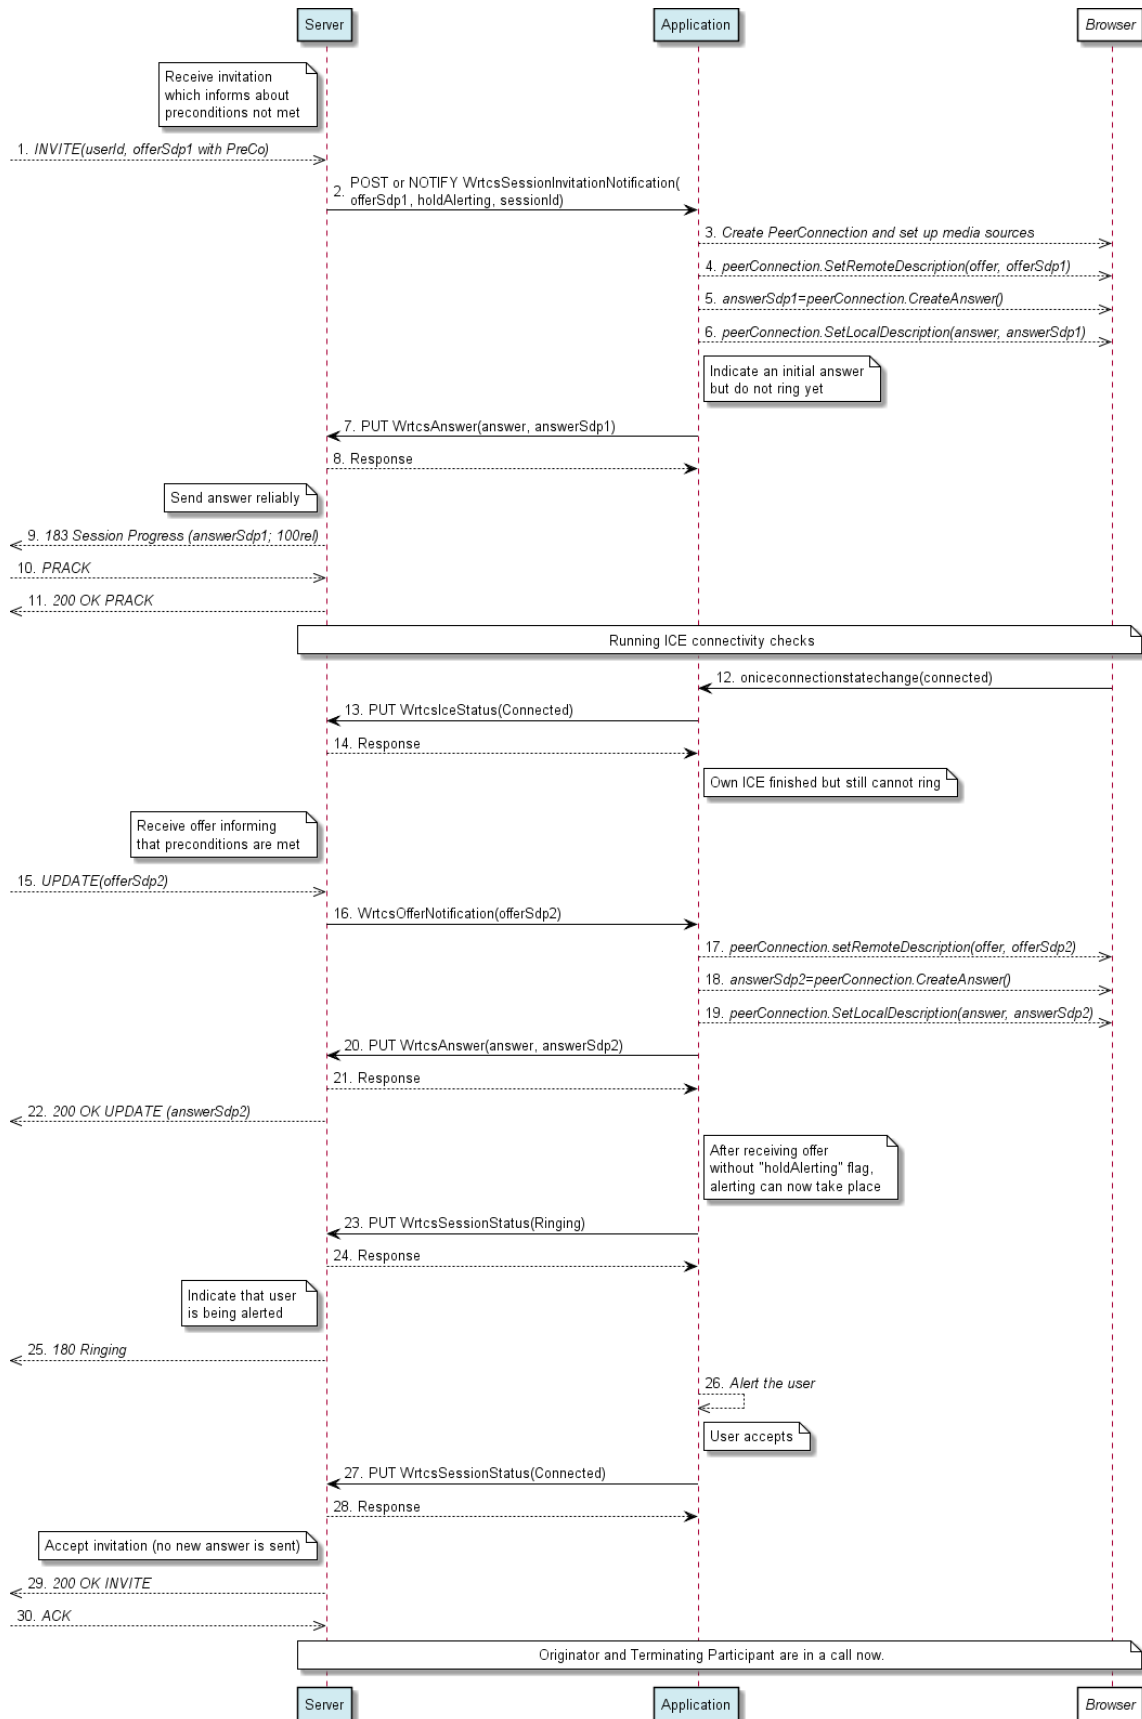 Server
Application
Browser
Receive invitation
which informs about
preconditions not met
1. INVITE(userId, offerSdp1 with PreCo)
2. POST or NOTIFY WrtcsSessionInvitationNotification(
offerSdp1, holdAlerting, sessionId)
3. Create PeerConnection and set up media sources
4. peerConnection.SetRemoteDescription(offer, offerSdp1)
5. answerSdp1=peerConnection.CreateAnswer()
6. peerConnection.SetLocalDescription(answer, answerSdp1)
Indicate an initial answer
but do not ring yet
7. PUT WrtcsAnswer(answer, answerSdp1)
8. Response
Send answer reliably
9. 183 Session Progress (answerSdp1; 100rel)
10. PRACK
11. 200 OK PRACK
Running ICE connectivity checks
12. oniceconnectionstatechange(connected)
13. PUT WrtcsIceStatus(Connected)
14. Response
Own ICE finished but still cannot ring
Receive offer informing
that preconditions are met
15. UPDATE(offerSdp2)
16. WrtcsOfferNotification(offerSdp2)
17. peerConnection.setRemoteDescription(offer, offerSdp2)
18. answerSdp2=peerConnection.CreateAnswer()
19. peerConnection.SetLocalDescription(answer, answerSdp2)
20. PUT WrtcsAnswer(answer, answerSdp2)
21. Response
22. 200 OK UPDATE (answerSdp2)
After receiving offer
without "holdAlerting" flag,
alerting can now take place
23. PUT WrtcsSessionStatus(Ringing)
24. Response
Indicate that user
is being alerted
25. 180 Ringing
26. Alert the user
User accepts
27. PUT WrtcsSessionStatus(Connected)
28. Response
Accept invitation (no new answer is sent)
29. 200 OK INVITE
30. ACK
Originator and Terminating Participant are in a call now.
Server
Application
Browser